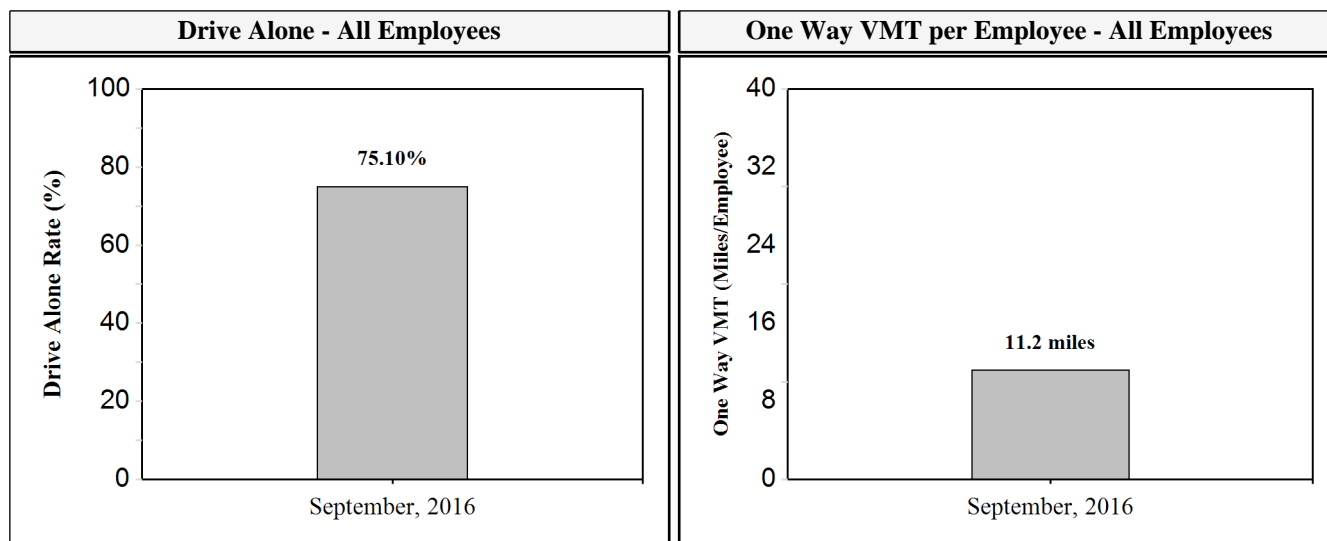 Drive Alone - All Employees
100
80
60
40
20
0
Drive Alone Rate (%)
75.10%
September, 2016
One Way VMT per Employee - All Employees
40
32
24
16
8
0
One Way VMT (Miles/Employee)
11.2 miles
September, 2016